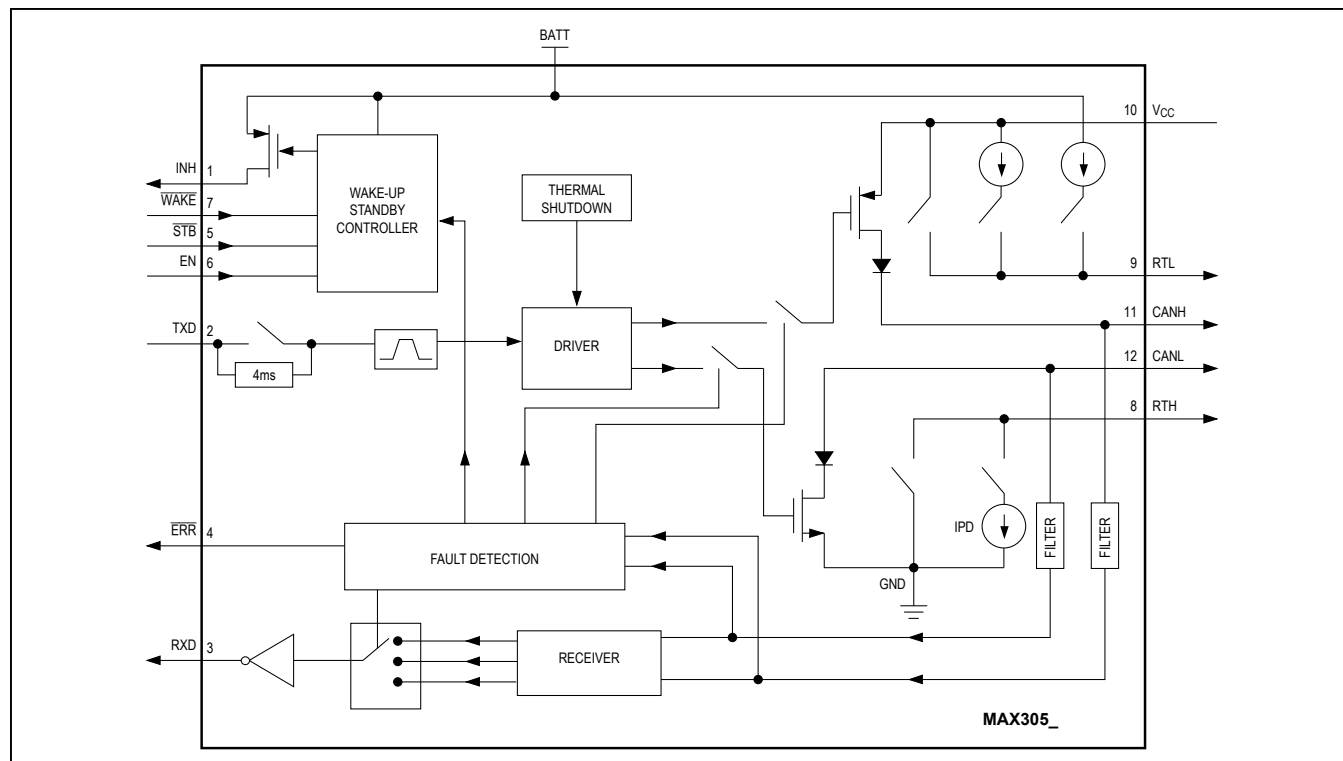 BATT
10 VCC
INH 1
WAKE 7
STB 5
EN 6
WAKE-UP
STANDBY
CONTROLLER
THERMAL
SHUTDOWN
9 RTL
11 CANH
TXD 2
4ms
DRIVER
12 CANL
8 RTH
ERR 4
FAULT DETECTION
IPD
FILTER
FILTER
GND
RXD 3
RECEIVER
MAX305_